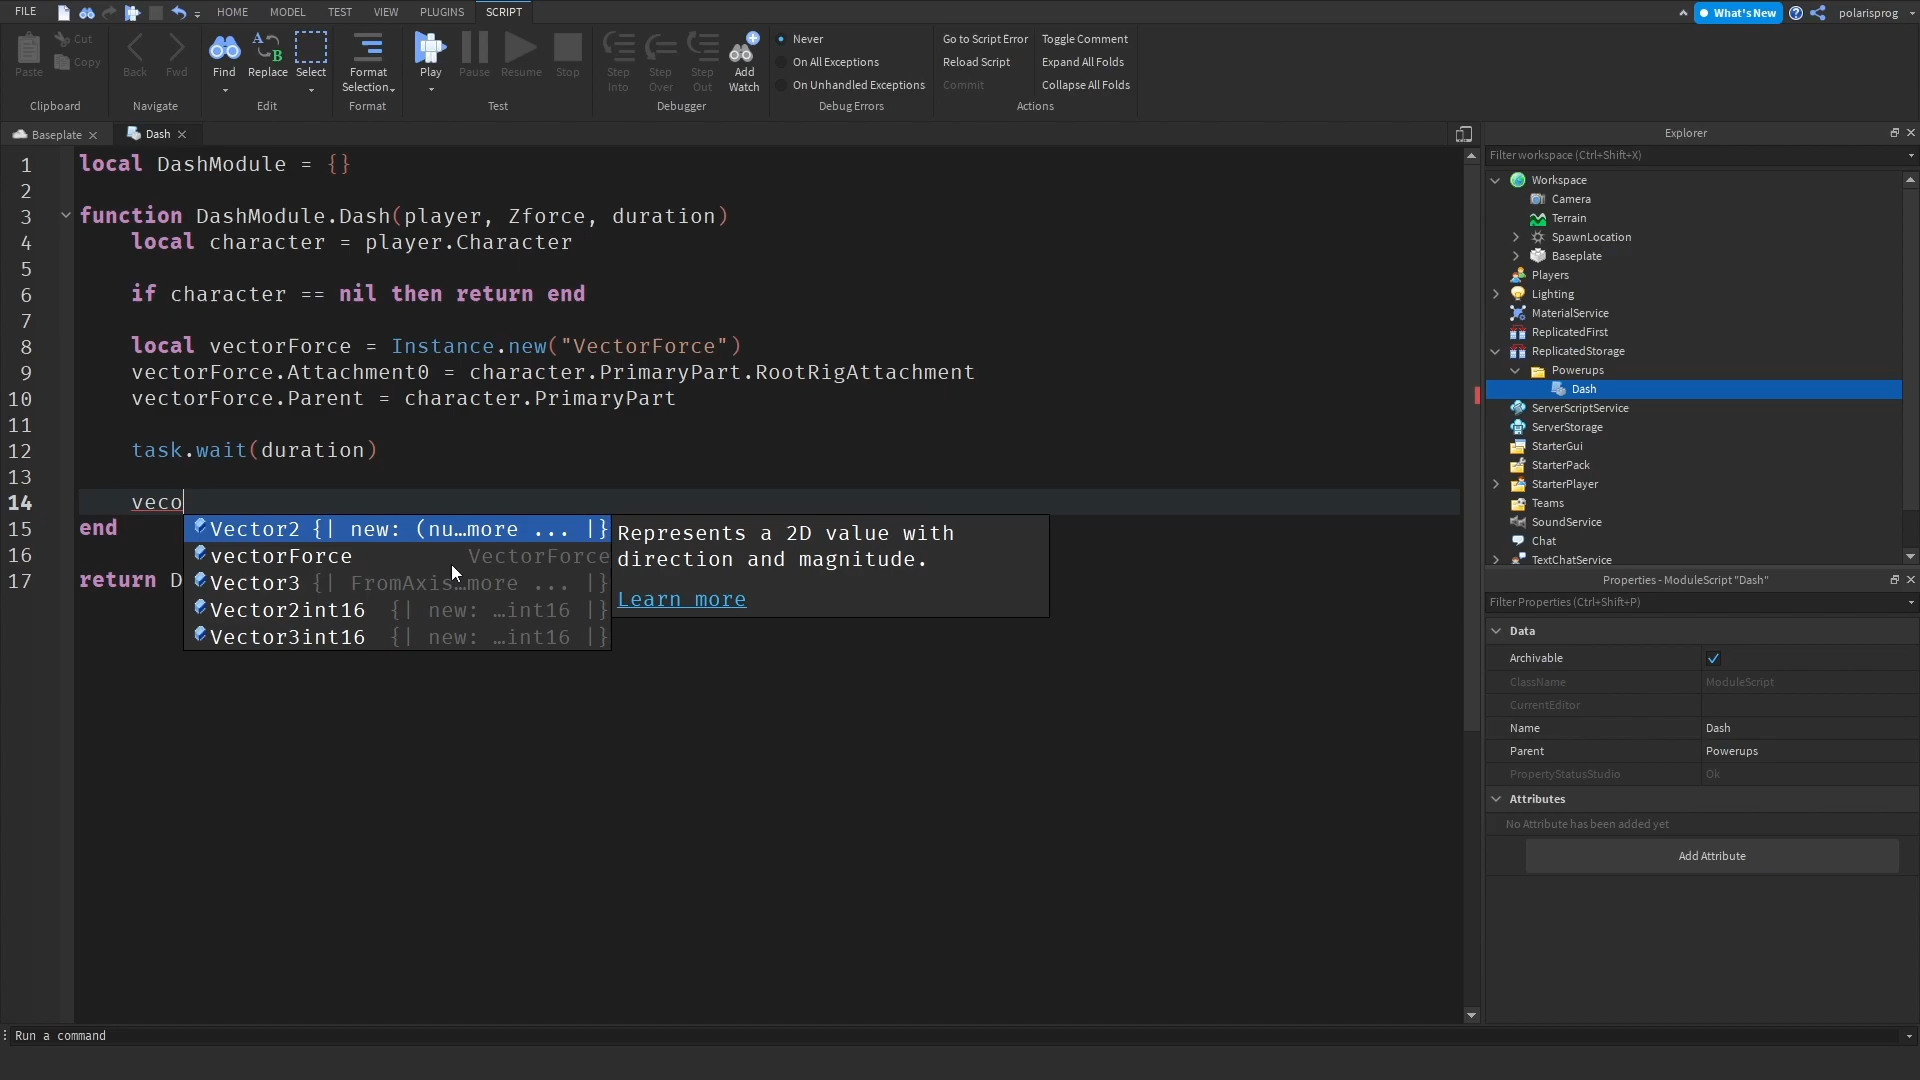 FILE HOME MODEL TEST VIEW PLUGINS SCRIPT What's New polarisprog
Paste Cut Copy
Clipboard
Back Fwd
Navigate
Find Replace Select
Edit
Format
Selection
Format
Play Pause Resume Stop
Test
Step
Into
Step
Over
Step
Out
Add
Watch
Debugger
Never
On All Exceptions
On Unhandled Exceptions
Debug Errors
Go to Script Error
Reload Script
Commit
Toggle Comment
Expand All Folds
Collapse All Folds
Actions
Baseplate
Dash
1 local DashModule = {}
2
3 function DashModule.Dash(player, Zforce, duration)
4 local character = player.Character
5
6 if character == nil then return end
7
8 local vectorForce = Instance.new("VectorForce")
9 vectorForce.Attachment0 = character.PrimaryPart.RootRigAttachment
10 vectorForce.Parent = character.PrimaryPart
11
12 task.wait(duration)
13
14 veco
15 end
16
17 return D
Vector2 {| new: (nu…more ... |}
vectorForce VectorForce
Vector3 {| FromAxis…more ... |}
Vector2int16 {| new: …int16 |}
Vector3int16 {| new: …int16 |}
Represents a 2D value with
direction and magnitude.
Learn more
Explorer
Filter workspace (Ctrl+Shift+X)
Workspace
Camera
Terrain
SpawnLocation
Baseplate
Players
Lighting
MaterialService
ReplicatedFirst
ReplicatedStorage
Powerups
Dash
ServerScriptService
ServerStorage
StarterGui
StarterPack
StarterPlayer
Teams
SoundService
Chat
TextChatService
Properties - ModuleScript "Dash"
Filter Properties (Ctrl+Shift+P)
Data
Archivable
ClassName ModuleScript
CurrentEditor
Name Dash
Parent Powerups
PropertyStatusStudio Ok
Attributes
No Attribute has been added yet
Add Attribute
Run a command